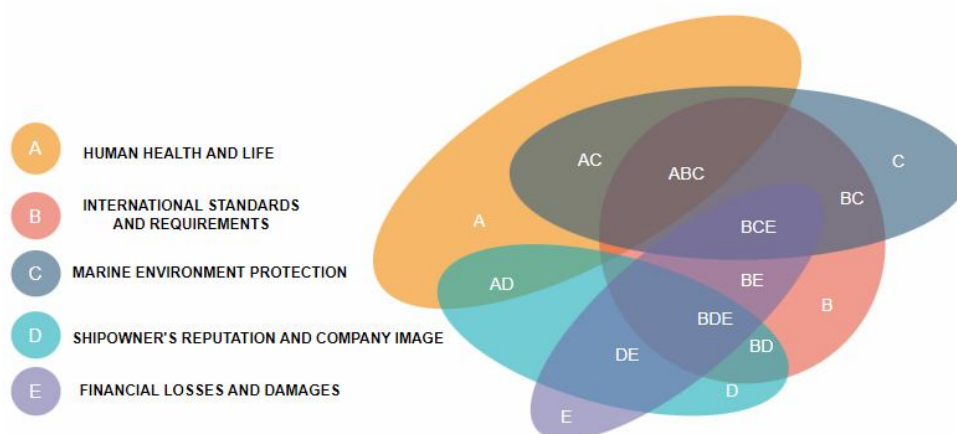 A
HUMAN HEALTH AND LIFE
B
INTERNATIONAL STANDARDS
AND REQUIREMENTS
C
MARINE ENVIRONMENT PROTECTION
D
SHIPOWNER'S REPUTATION AND COMPANY IMAGE
E
FINANCIAL LOSSES AND DAMAGES
AC
ABC
C
BC
A
BCE
AD
BE
B
BDE
DE
BD
D
E